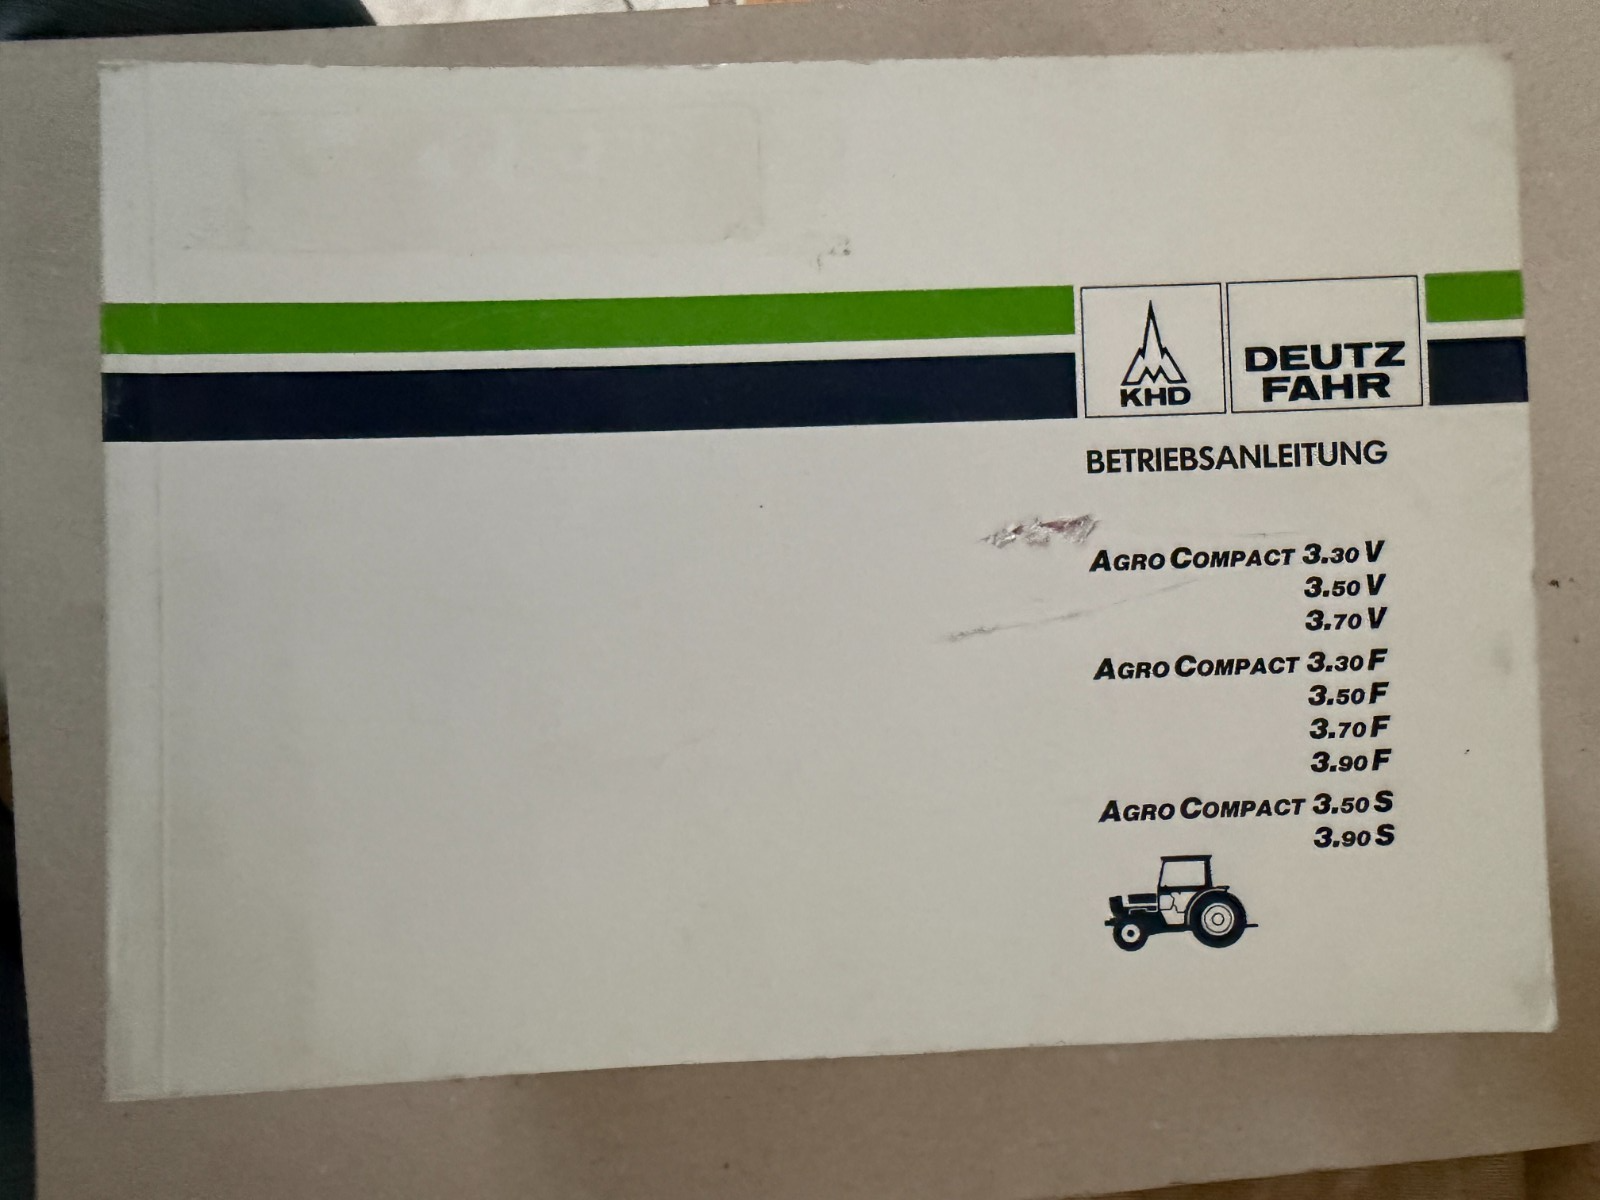 KHD
DEUTZ
FAHR
BETRIEBSANLEITUNG
AGRO COMPACT 3.30 V
3.50 V
3.70 V
AGRO COMPACT 3.30 F
3.50 F
3.70 F
3.90 F
AGRO COMPACT 3.50 S
3.90 S